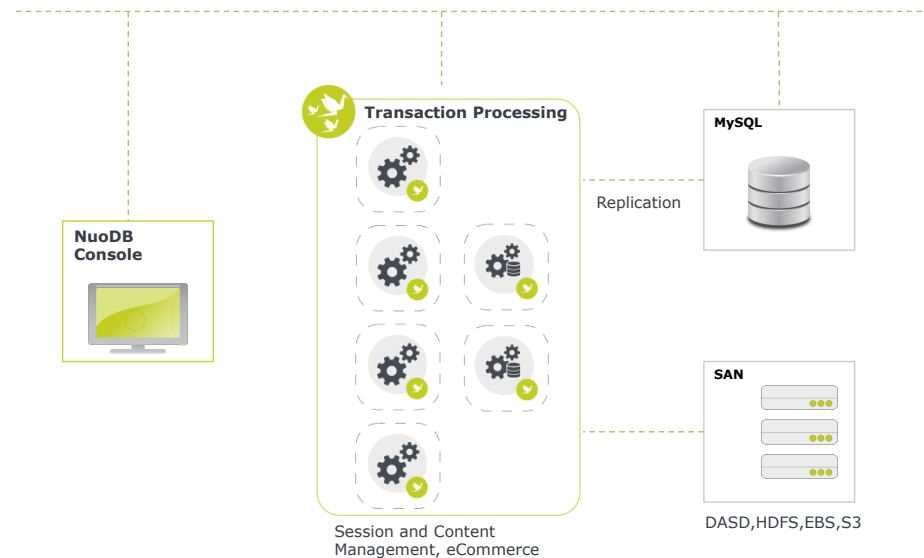 Transaction Processing
MySQL
Replication
NuoDB
Console
SAN
DASD,HDFS,EBS,S3
Session and Content
Management, eCommerce